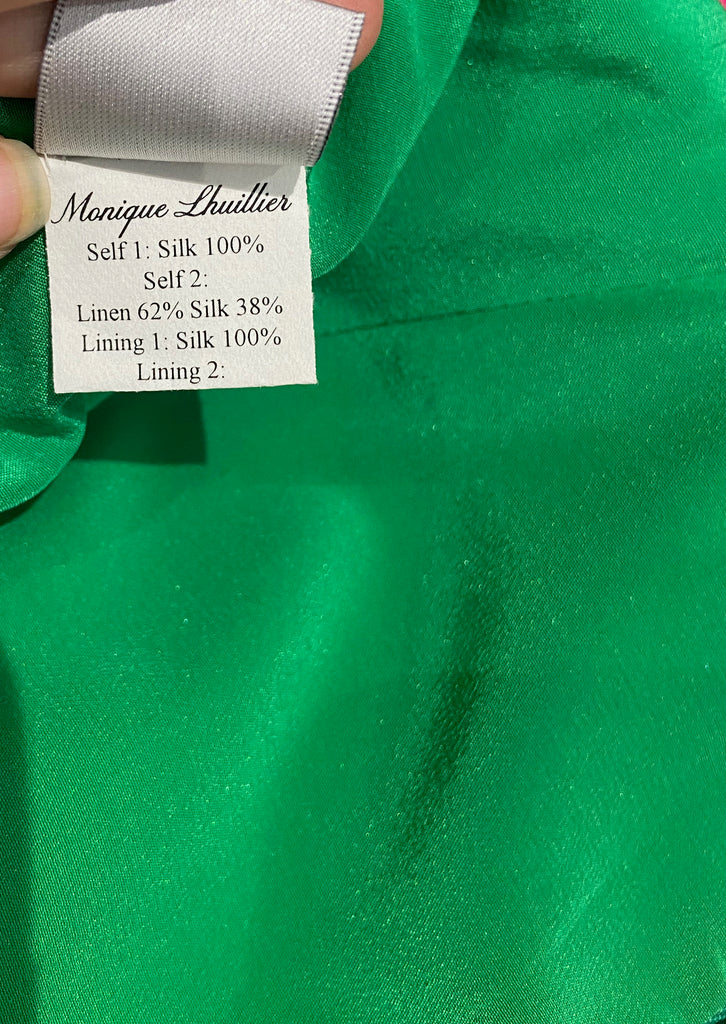 Monique Lhuillier
Self 1: Silk 100%
Self 2:
Linen 62% Silk 38%
Lining 1: Silk 100%
Lining 2: